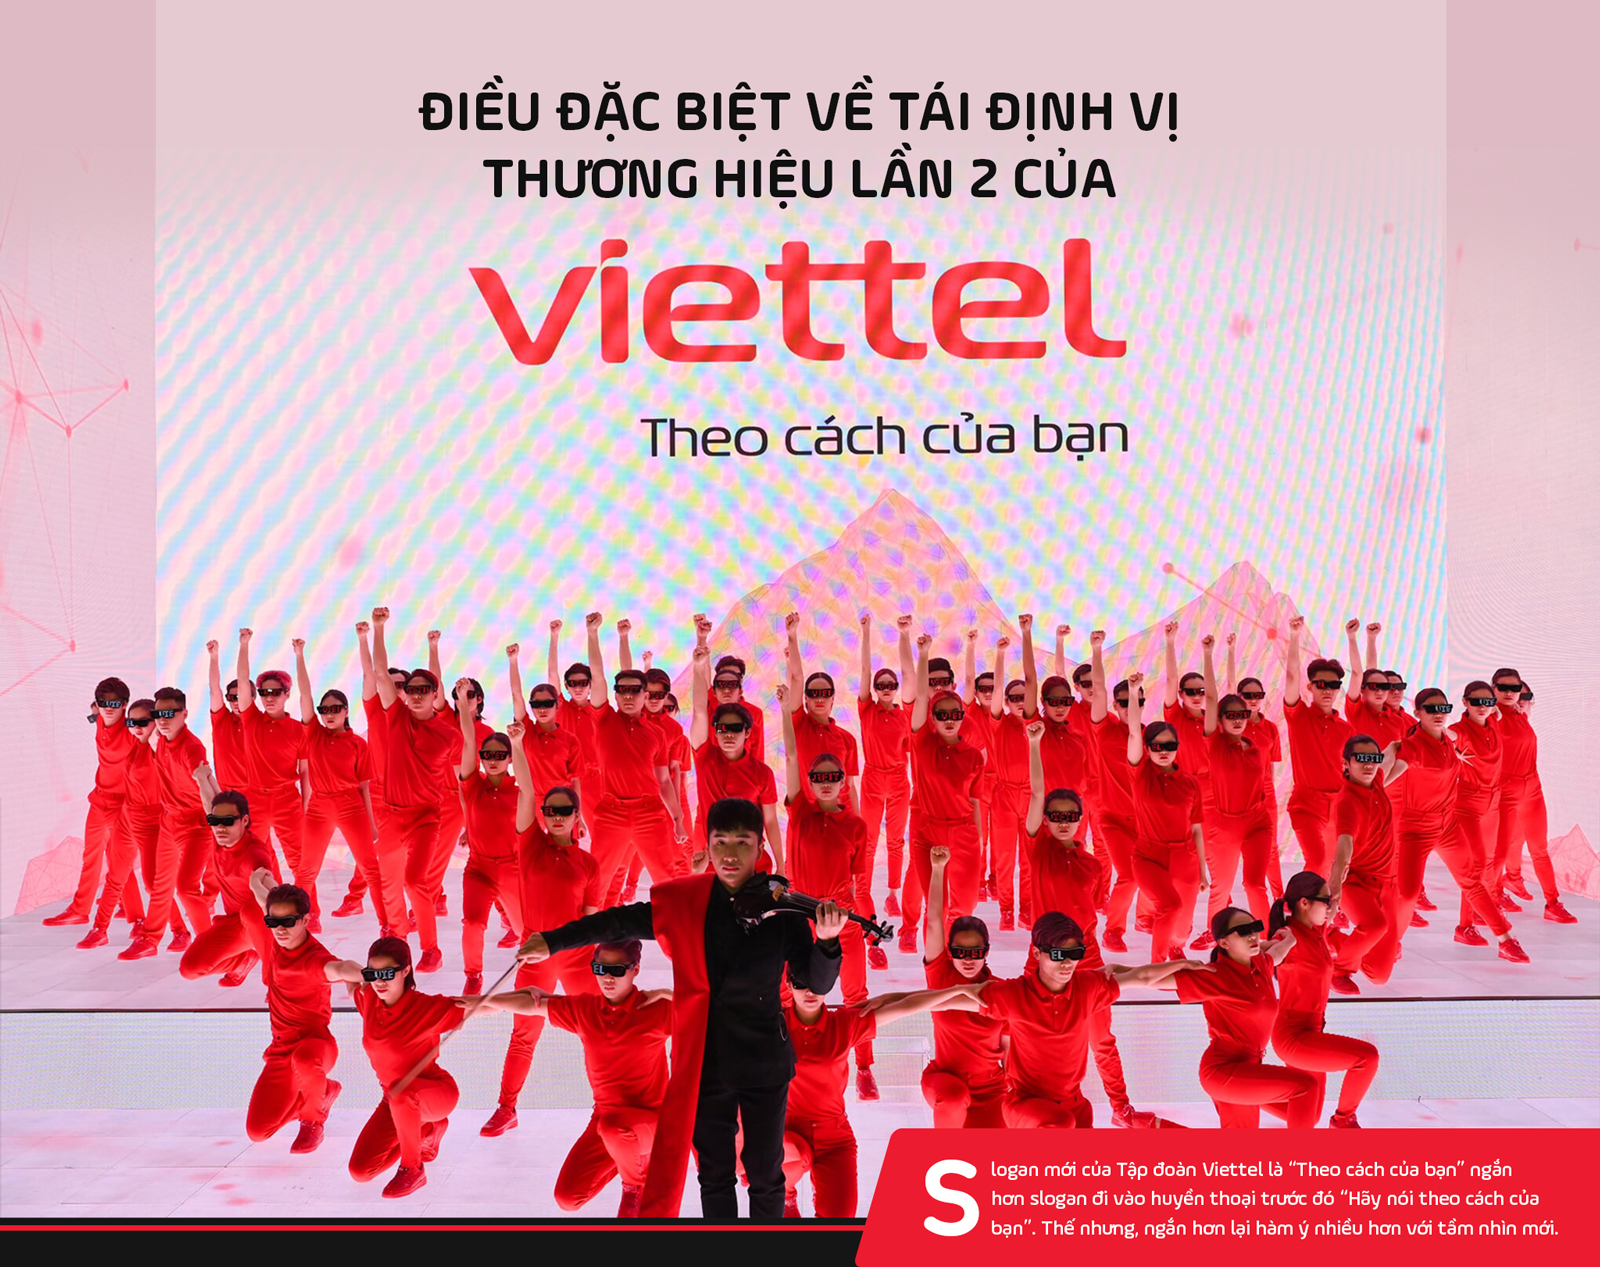 ĐIỀU ĐẶC BIỆT VỀ TÁI ĐỊNH VỊ
THƯƠNG HIỆU LẦN 2 CỦA
viettel
Theo cách của bạn
Slogan mới của Tập đoàn Viettel là “Theo cách của bạn” ngắn
hơn slogan đi vào huyền thoại trước đó “Hãy nói theo cách của
bạn”. Thế nhưng, ngắn hơn lại hàm ý nhiều hơn với tầm nhìn mới.